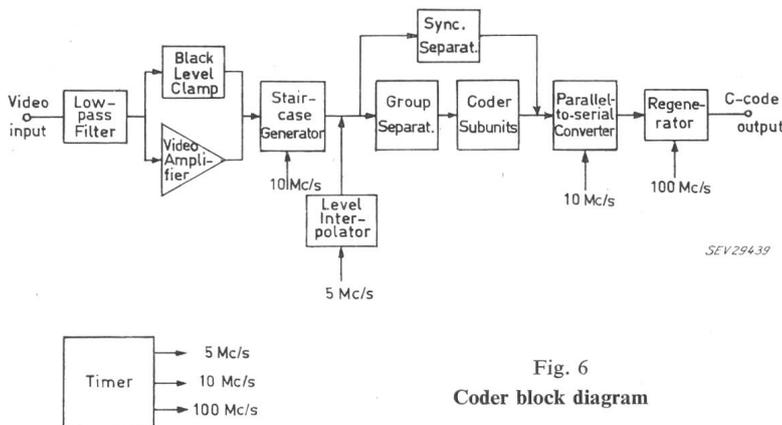 Sync.
Separat.
Black
Level
Clamp
Video
input
Low-
pass
Filter
Video
Amplifi-
fier
Stair-
case
Generator
Group
Separat.
Coder
Subunits
Parallel-
to-serial
Converter
Regene-
rator
C-code
output
10 Mc/s
10 Mc/s
100 Mc/s
Level
Inter-
polator
5 Mc/s
SEV29439
Timer
5 Mc/s
10 Mc/s
100 Mc/s
Fig. 6
Coder block diagram